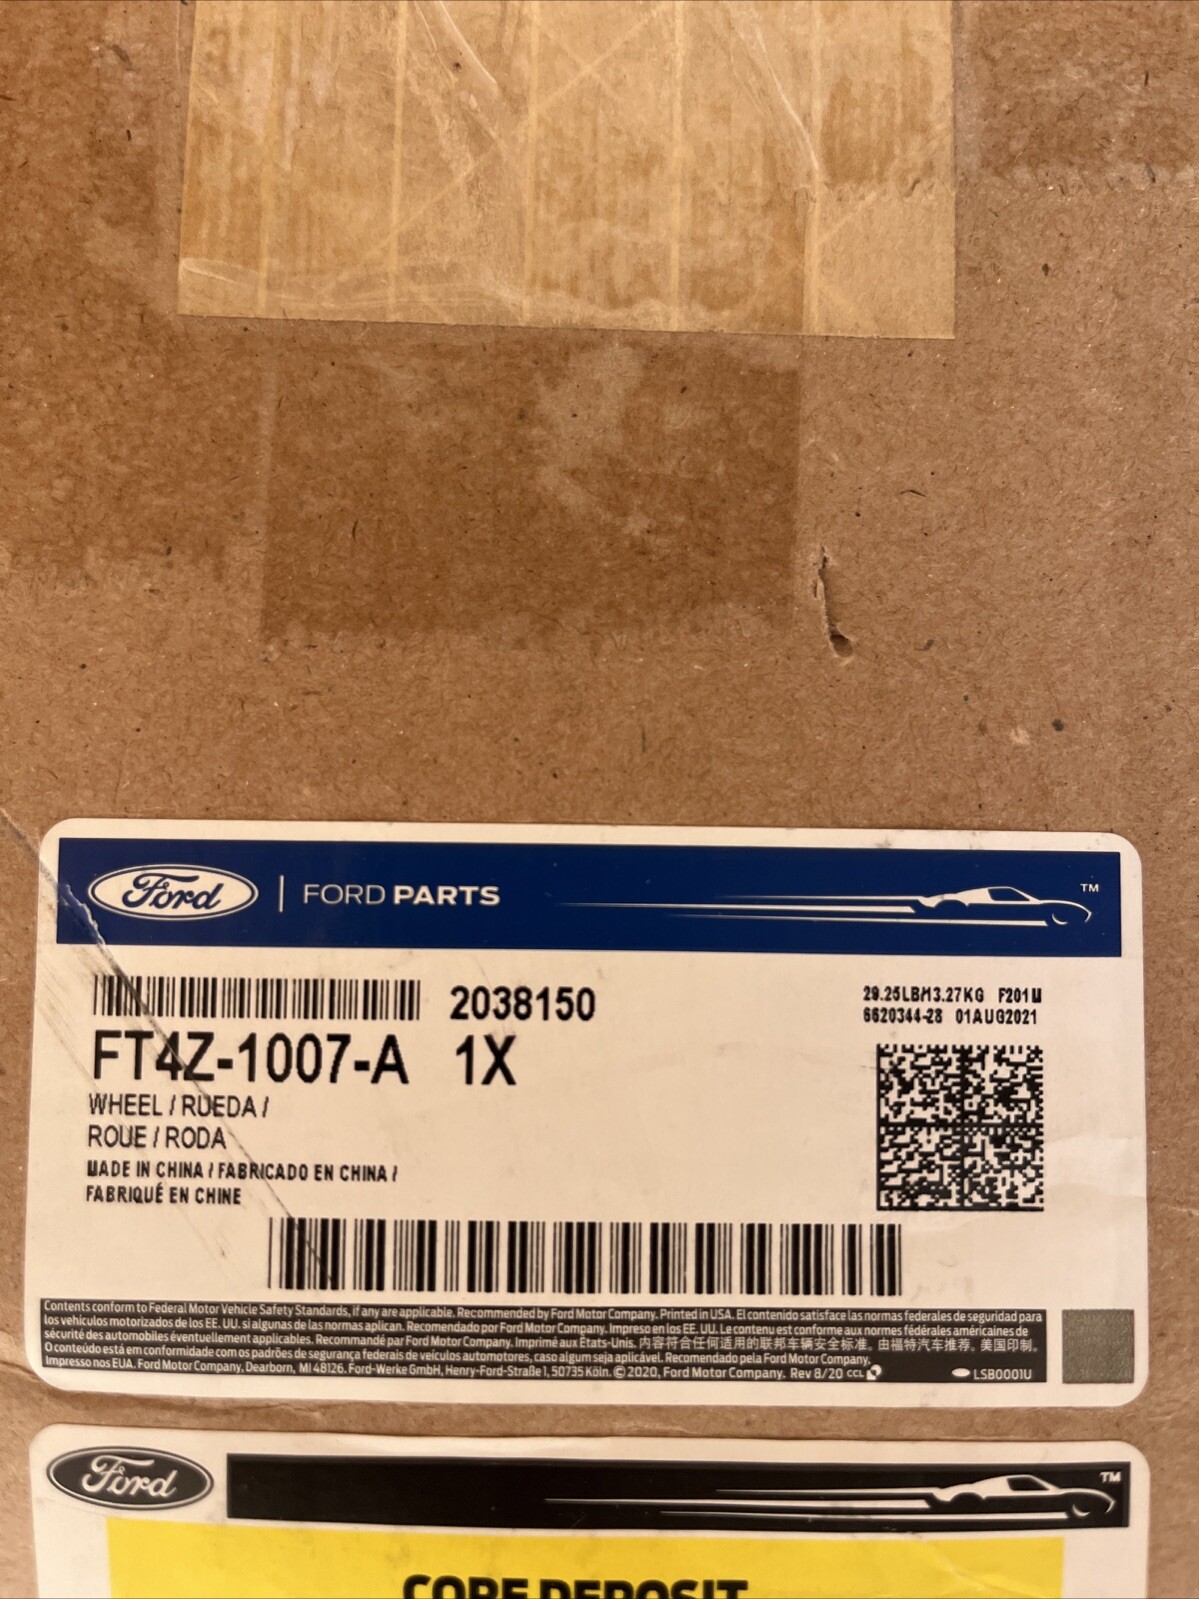 Ford | FORD PARTS TM
2038150
FT4Z-1007-A 1X
WHEEL / RUEDA /
ROUE / RODA
MADE IN CHINA / FABRICADO EN CHINA /
FABRIQUÉ EN CHINE
29.25LB/13.27KG F201M
6620344-28 01AUG2021
Contents conform to Federal Motor Vehicle Safety Standards, if any are applicable. Recommended by Ford Motor Company. Printed in USA. El contenido satisface las normas federales de seguridad para
los vehículos motorizados de los EE. UU. si algunas de las normas aplican. Recomendado por Ford Motor Company. Impreso en los EE. UU. Le contenu est conforme aux normes fédérales américaines de
sécurité des automobiles éventuellement applicables. Recommandé par Ford Motor Company. Imprimé aux États-Unis. 内容符合任何适用的联邦车辆安全标准。由福特汽车推荐。美国印制。
O conteúdo está em conformidade com os padrões de segurança federais de veículos automotores, caso algum seja aplicável. Recomendado pela Ford Motor Company.
Impresso nos EUA. Ford Motor Company, Dearborn, MI 48126. Ford-Werke GmbH, Henry-Ford-Straße 1, 50735 Köln. © 2020, Ford Motor Company. Rev 8/20 CCL LSB0001U
Ford TM
CORE DEPOSIT